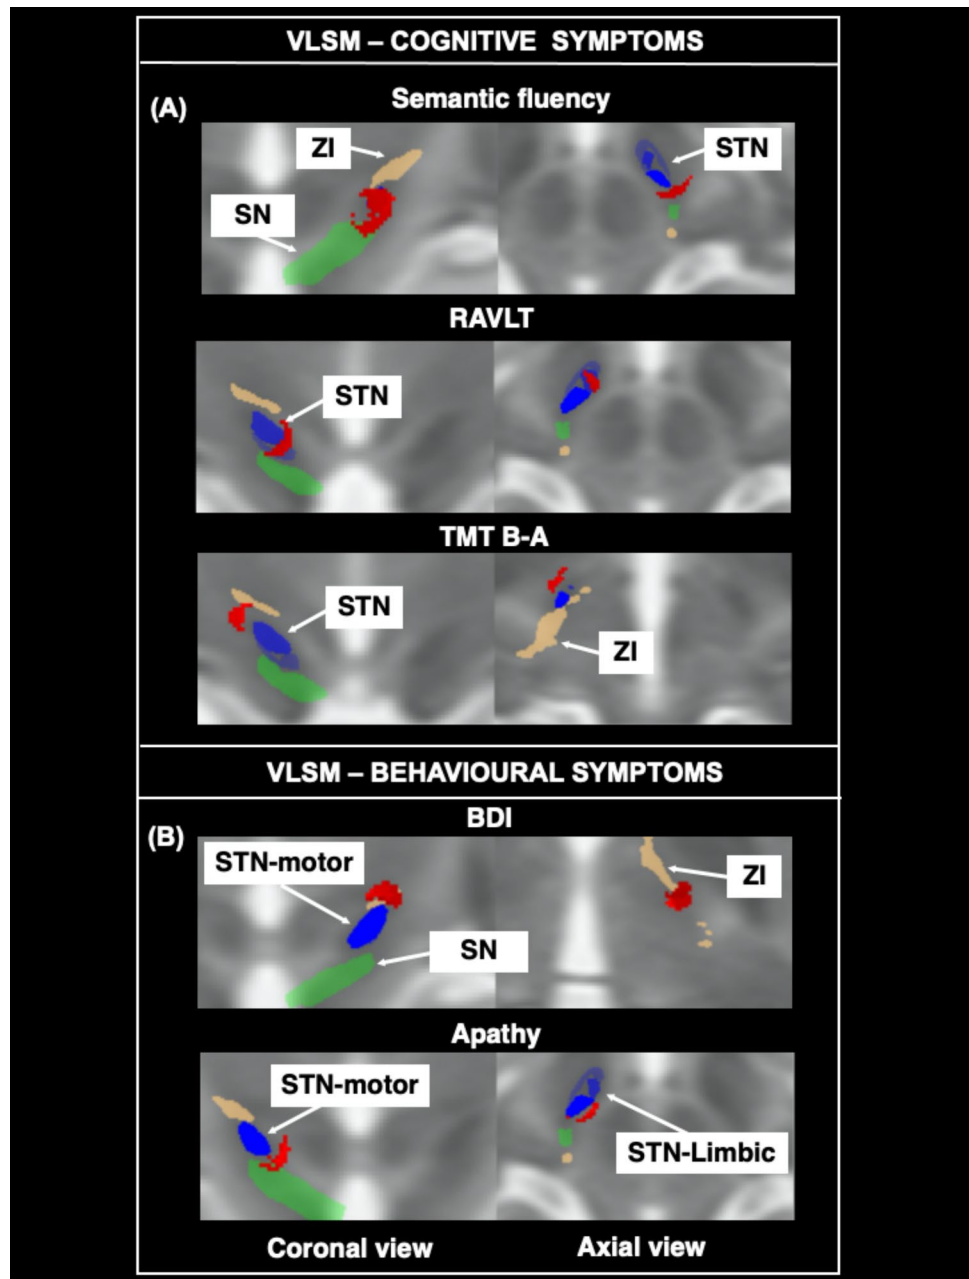 VLSM – COGNITIVE SYMPTOMS
(A)
Semantic fluency
ZI
STN
SN
RAVLT
STN
TMT B-A
STN
ZI
VLSM – BEHAVIOURAL SYMPTOMS
BDI
(B)
STN-motor
ZI
SN
Apathy
STN-motor
STN-Limbic
Coronal view
Axial view